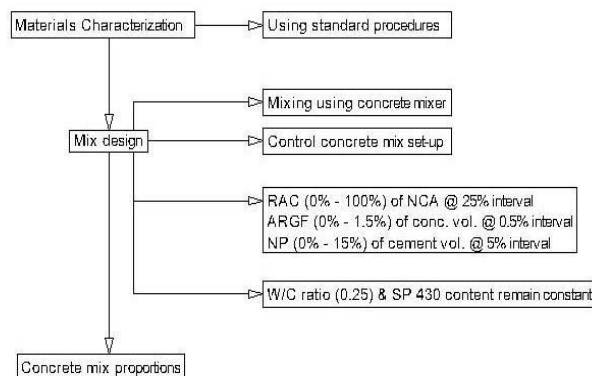 Materials Characterization
Using standard procedures
Mixing using concrete mixer
Mix design
Control concrete mix set-up
RAC (0% - 100%) of NCA @ 25% interval
ARGF (0% - 1.5%) of conc. vol. @ 0.5% interval
NP (0% - 15%) of cement vol. @ 5% interval
W/C ratio (0.25) & SP 430 content remain constant
Concrete mix proportions